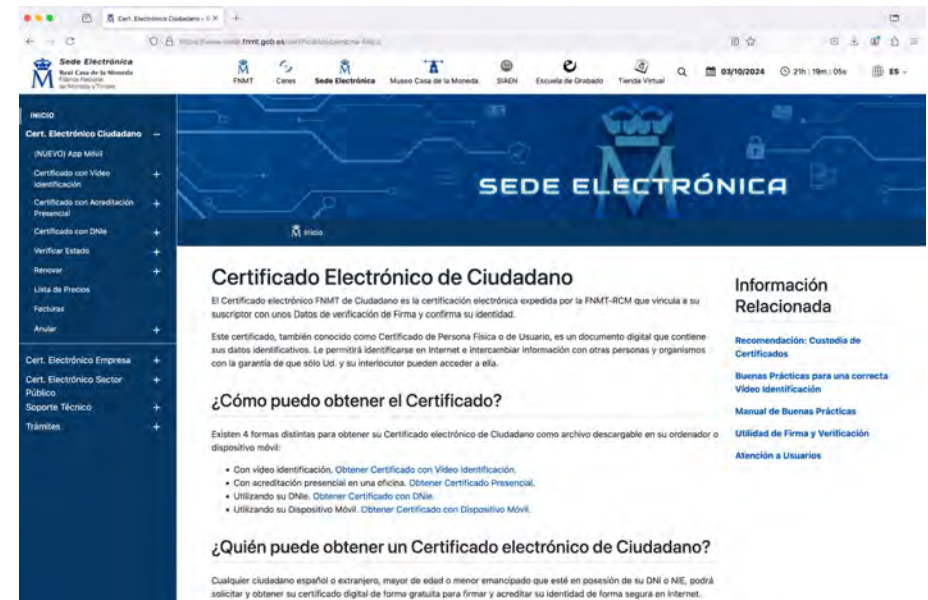 Cert. Electrónico Ciudadano - S
Sede Electrónica
Real Casa de la Moneda
Fábrica Nacional
de Moneda y Timbre
FNMT
Ceres
Sede Electrónica
Museo Casa de la Moneda
SIAEN
Escuela de Grabado
Tienda Virtual
03/10/2024
21h : 19m : 05s
ES
INICIO
Cert. Electrónico Ciudadano –
(NUEVO) App Móvil
Certificado con Vídeo +
Identificación
Certificado con Acreditación +
Presencial
Certificado con DNIe +
Verificar Estado +
Renovar +
Lista de Precios
Facturas
Anular +
Cert. Electrónico Empresa +
Cert. Electrónico Sector +
Público
Soporte Técnico +
Trámites +
SEDE ELECTRÓNICA
Inicio
Certificado Electrónico de Ciudadano
El Certificado electrónico FNMT de Ciudadano es la certificación electrónica expedida por la FNMT-RCM que vincula a su
suscriptor con unos Datos de verificación de Firma y confirma su identidad.
Este certificado, también conocido como Certificado de Persona Física o de Usuario, es un documento digital que contiene
sus datos identificativos. Le permitirá identificarse en Internet e intercambiar información con otras personas y organismos
con la garantía de que sólo Ud. y su interlocutor pueden acceder a ella.
¿Cómo puedo obtener el Certificado?
Existen 4 formas distintas para obtener su Certificado electrónico de Ciudadano como archivo descargable en su ordenador o
dispositivo móvil:
• Con vídeo identificación. Obtener Certificado con Vídeo Identificación.
• Con acreditación presencial en una oficina. Obtener Certificado Presencial.
• Utilizando su DNIe. Obtener Certificado con DNIe.
• Utilizando su Dispositivo Móvil. Obtener Certificado con Dispositivo Móvil.
¿Quién puede obtener un Certificado electrónico de Ciudadano?
Cualquier ciudadano español o extranjero, mayor de edad o menor emancipado que esté en posesión de su DNI o NIE, podrá
solicitar y obtener su certificado digital de forma gratuita para firmar y acreditar su identidad de forma segura en Internet.
Información
Relacionada
Recomendación: Custodia de
Certificados
Buenas Prácticas para una correcta
Vídeo Identificación
Manual de Buenas Prácticas
Utilidad de Firma y Verificación
Atención a Usuarios